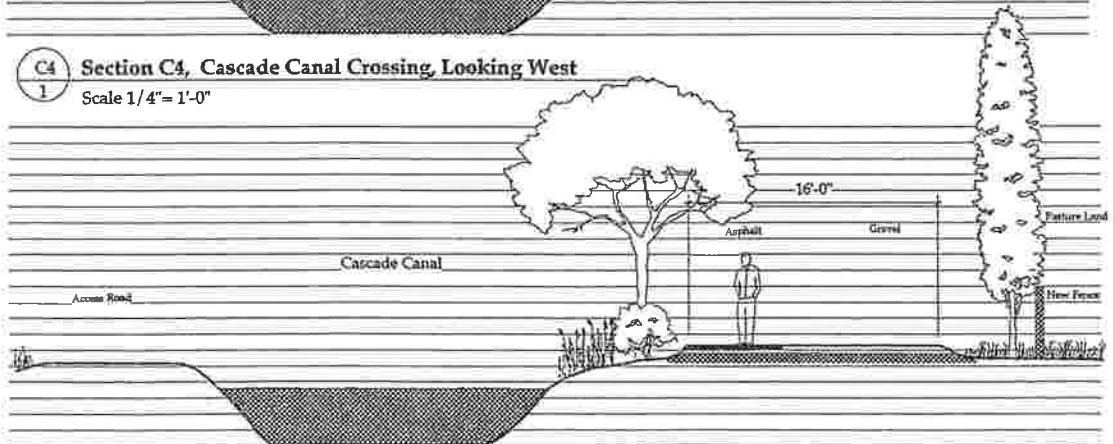 C4
1
Section C4, Cascade Canal Crossing, Looking West
Scale 1/4"= 1'-0"
16'-0"
Asphalt
Gravel
Pasture Land
Cascade Canal
Access Road
New Fence